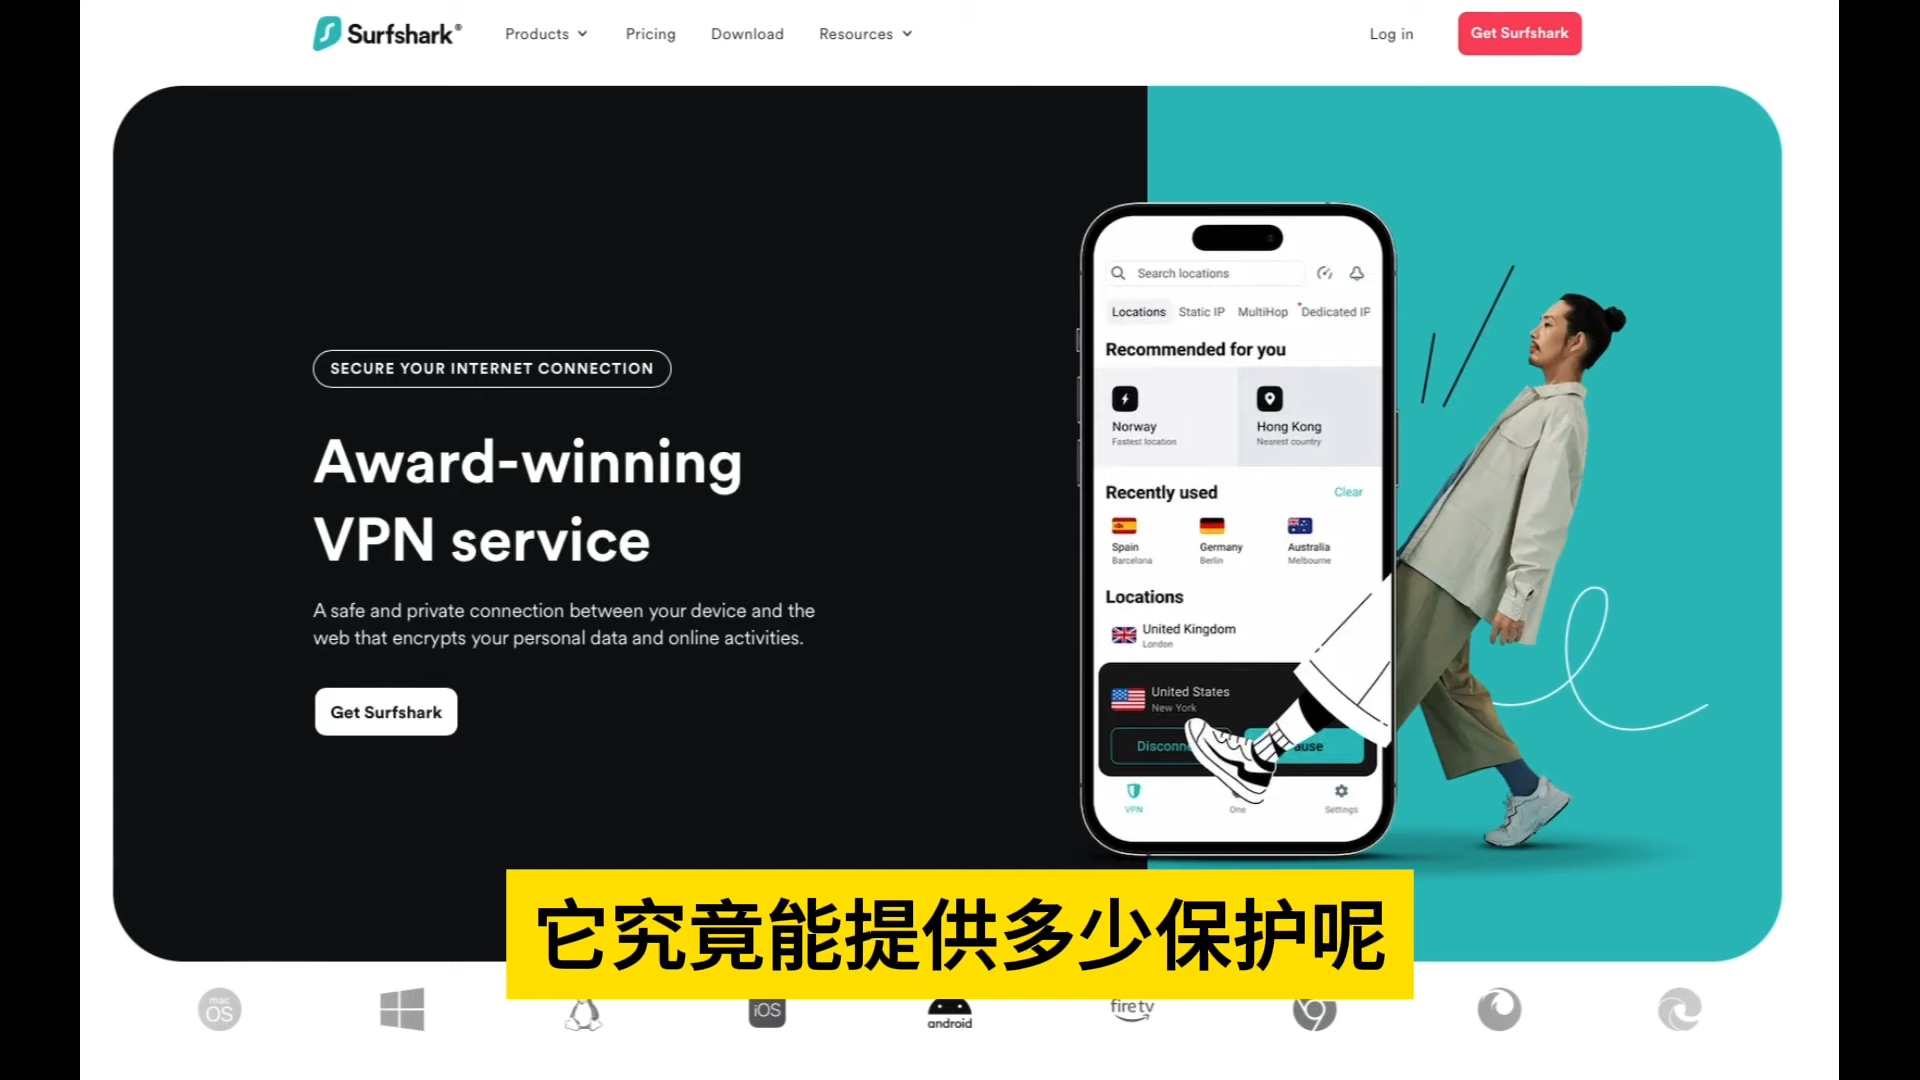 Surfshark®
Products
Pricing
Download
Resources
Log in
Get Surfshark
SECURE YOUR INTERNET CONNECTION
Award-winning
VPN service
A safe and private connection between your device and the
web that encrypts your personal data and online activities.
Get Surfshark
Search locations
Locations
Static IP
MultiHop
Dedicated IP
Recommended for you
Norway
Fastest location
Hong Kong
Nearest country
Recently used
Clear
Spain
Barcelona
Germany
Berlin
Australia
Melbourne
Locations
United Kingdom
London
United States
New York
VPN
One
Settings
它究竟能提供多少保护呢
mac
OS
iOS
android
fire tv